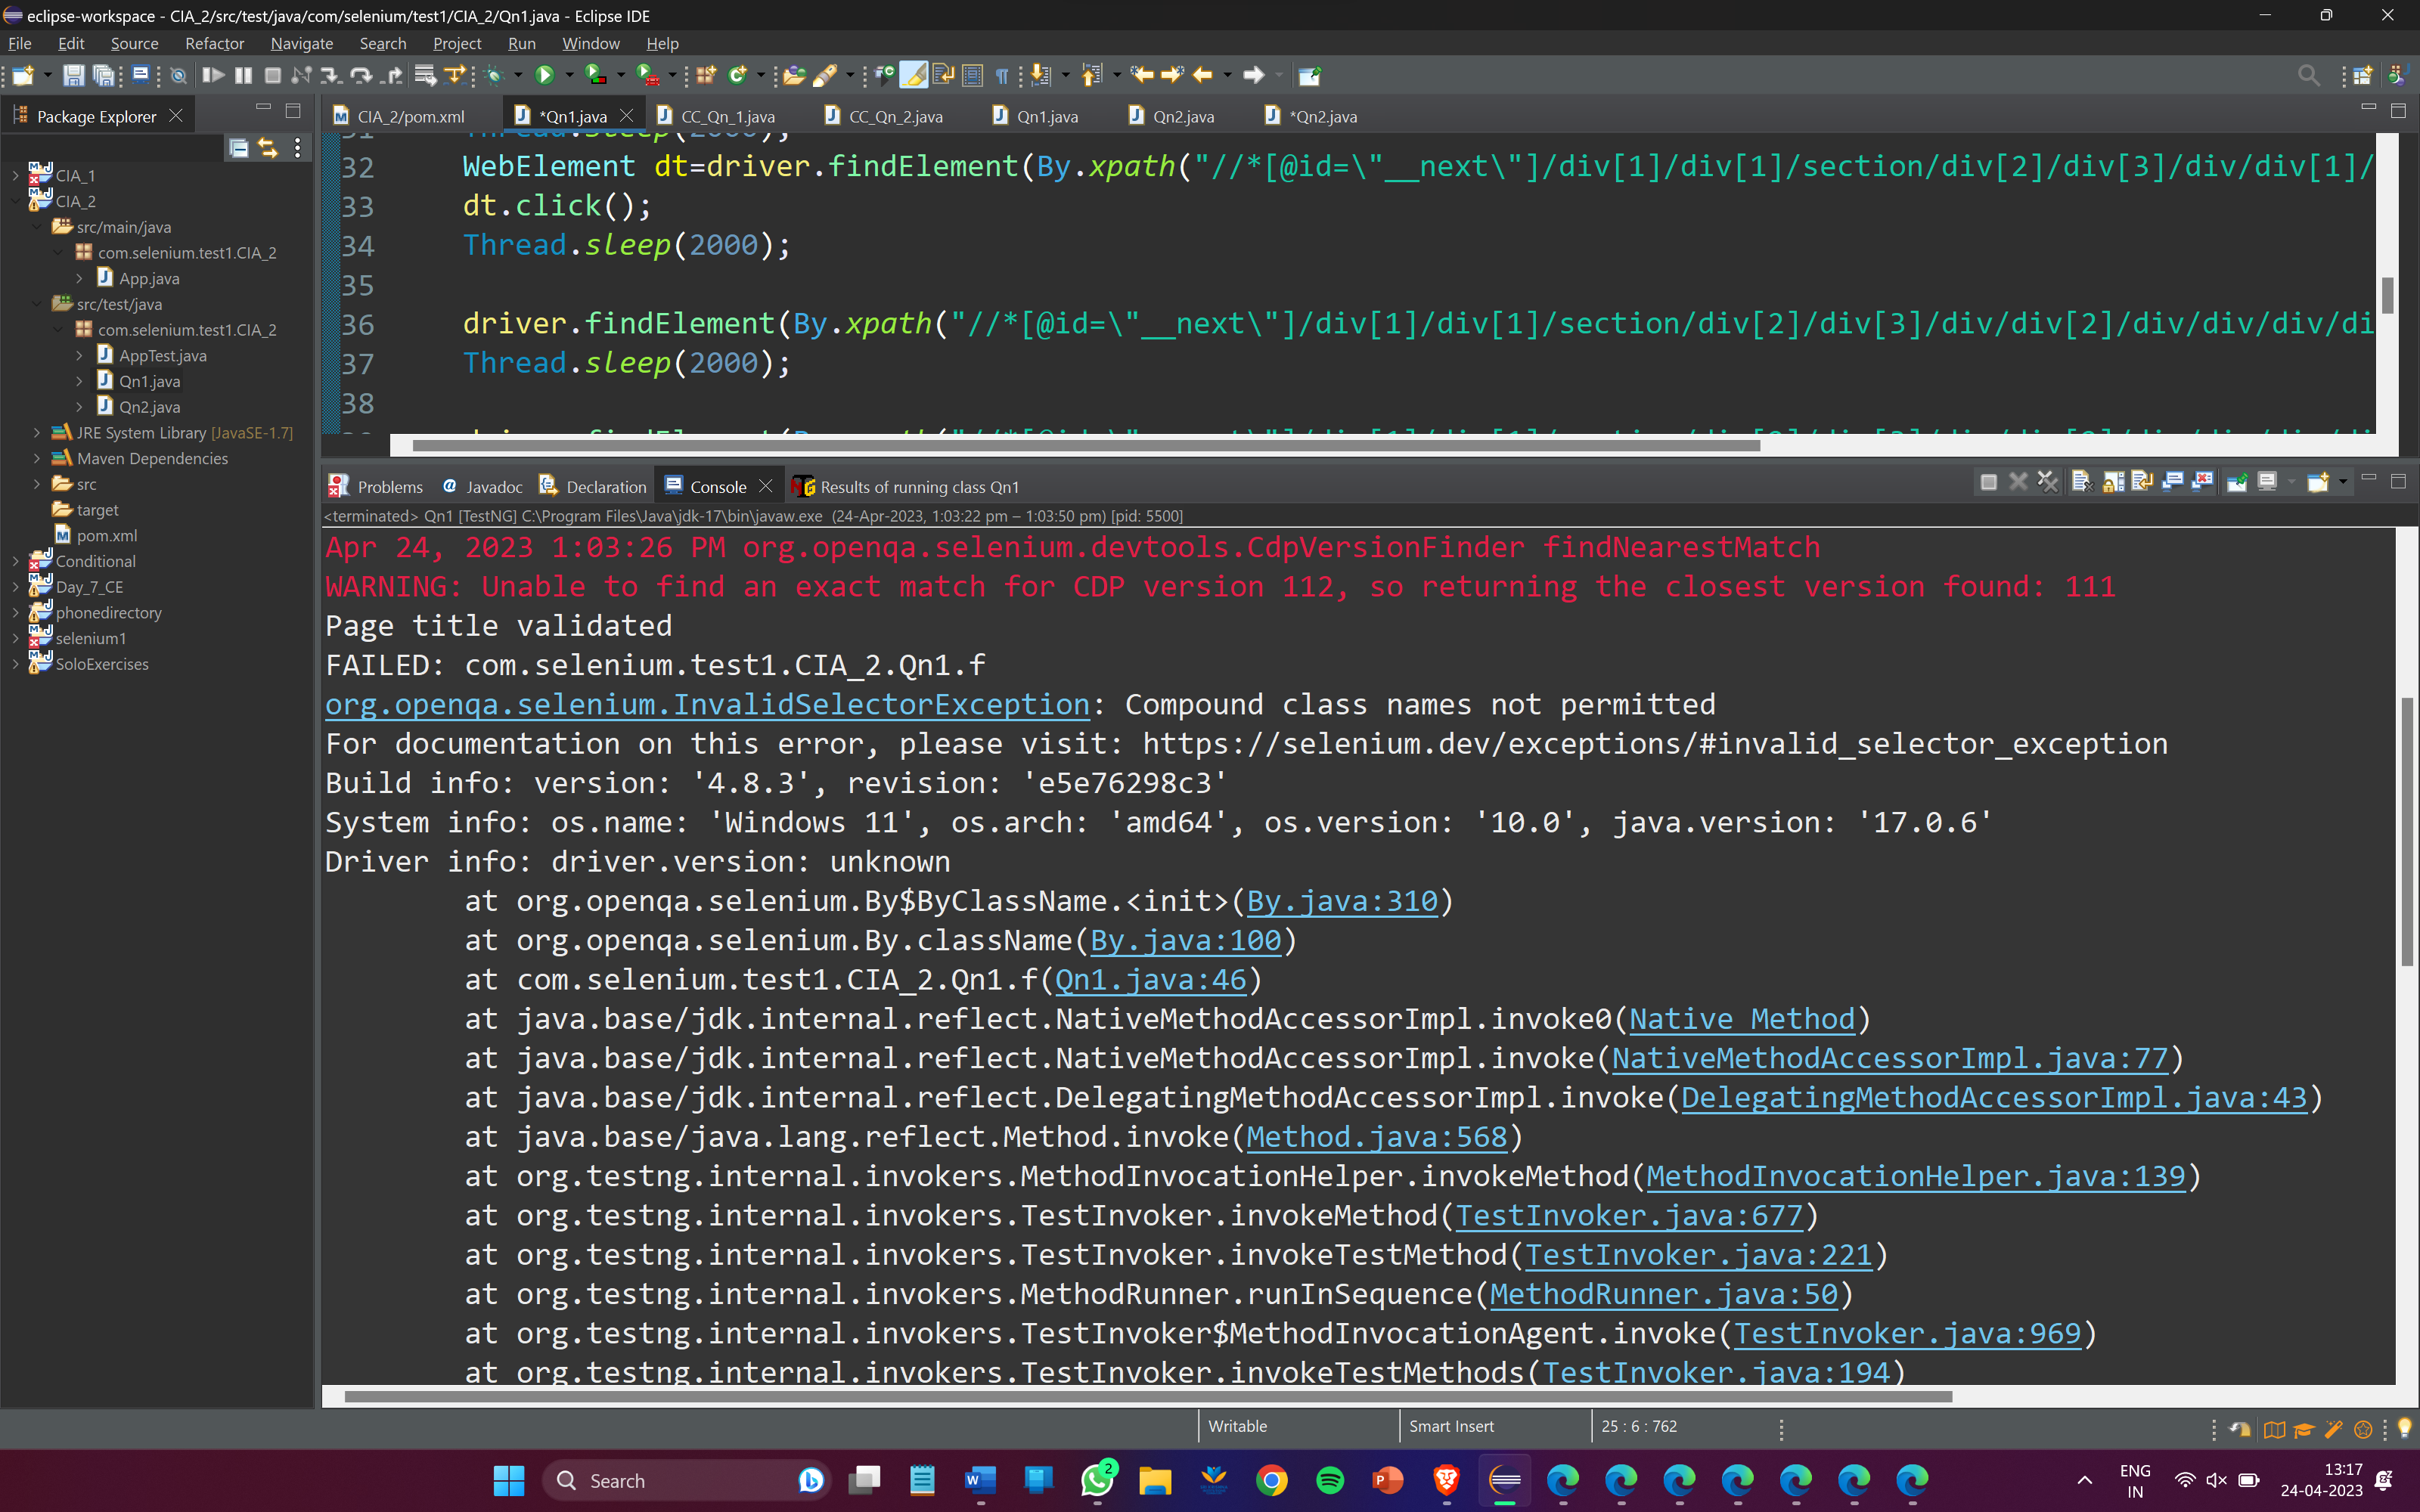 eclipse-workspace - CIA_2/src/test/java/com/selenium/test1/CIA_2/Qn1.java - Eclipse IDE
File Edit Source Refactor Navigate Search Project Run Window Help
Package Explorer
CIA_1
CIA_2
src/main/java
com.selenium.test1.CIA_2
App.java
src/test/java
com.selenium.test1.CIA_2
AppTest.java
Qn1.java
Qn2.java
JRE System Library [JavaSE-1.7]
Maven Dependencies
src
target
pom.xml
Conditional
Day_7_CE
phonedirectory
selenium1
SoloExercises
CIA_2/pom.xml *Qn1.java CC_Qn_1.java CC_Qn_2.java Qn1.java Qn2.java *Qn2.java
31 Thread.sleep(2000);
32 WebElement dt=driver.findElement(By.xpath("//*[@id=\"__next\"]/div[1]/div[1]/section/div[2]/div[3]/div/div[1]/
33 dt.click();
34 Thread.sleep(2000);
35
36 driver.findElement(By.xpath("//*[@id=\"__next\"]/div[1]/div[1]/section/div[2]/div[3]/div/div[2]/div/div/div/di
37 Thread.sleep(2000);
38
Problems Javadoc Declaration Console Results of running class Qn1
<terminated> Qn1 [TestNG] C:\Program Files\Java\jdk-17\bin\javaw.exe (24-Apr-2023, 1:03:22 pm – 1:03:50 pm) [pid: 5500]
Apr 24, 2023 1:03:26 PM org.openqa.selenium.devtools.CdpVersionFinder findNearestMatch
WARNING: Unable to find an exact match for CDP version 112, so returning the closest version found: 111
Page title validated
FAILED: com.selenium.test1.CIA_2.Qn1.f
org.openqa.selenium.InvalidSelectorException: Compound class names not permitted
For documentation on this error, please visit: https://selenium.dev/exceptions/#invalid_selector_exception
Build info: version: '4.8.3', revision: 'e5e76298c3'
System info: os.name: 'Windows 11', os.arch: 'amd64', os.version: '10.0', java.version: '17.0.6'
Driver info: driver.version: unknown
at org.openqa.selenium.By$ByClassName.<init>(By.java:310)
at org.openqa.selenium.By.className(By.java:100)
at com.selenium.test1.CIA_2.Qn1.f(Qn1.java:46)
at java.base/jdk.internal.reflect.NativeMethodAccessorImpl.invoke0(Native Method)
at java.base/jdk.internal.reflect.NativeMethodAccessorImpl.invoke(NativeMethodAccessorImpl.java:77)
at java.base/jdk.internal.reflect.DelegatingMethodAccessorImpl.invoke(DelegatingMethodAccessorImpl.java:43)
at java.base/java.lang.reflect.Method.invoke(Method.java:568)
at org.testng.internal.invokers.MethodInvocationHelper.invokeMethod(MethodInvocationHelper.java:139)
at org.testng.internal.invokers.TestInvoker.invokeMethod(TestInvoker.java:677)
at org.testng.internal.invokers.TestInvoker.invokeTestMethod(TestInvoker.java:221)
at org.testng.internal.invokers.MethodRunner.runInSequence(MethodRunner.java:50)
at org.testng.internal.invokers.TestInvoker$MethodInvocationAgent.invoke(TestInvoker.java:969)
at org.testng.internal.invokers.TestInvoker.invokeTestMethods(TestInvoker.java:194)
Writable Smart Insert 25 : 6 : 762
Search
2
ENG
IN
13:17
24-04-2023